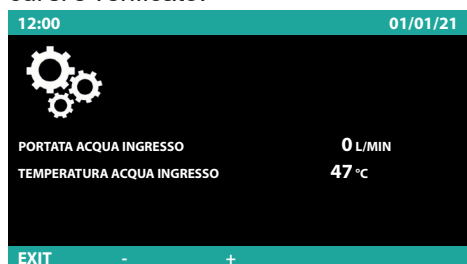 12:00 01/01/21
PORTATA ACQUA INGRESSO 0 L/MIN
TEMPERATURA ACQUA INGRESSO 47 °C
EXIT - +